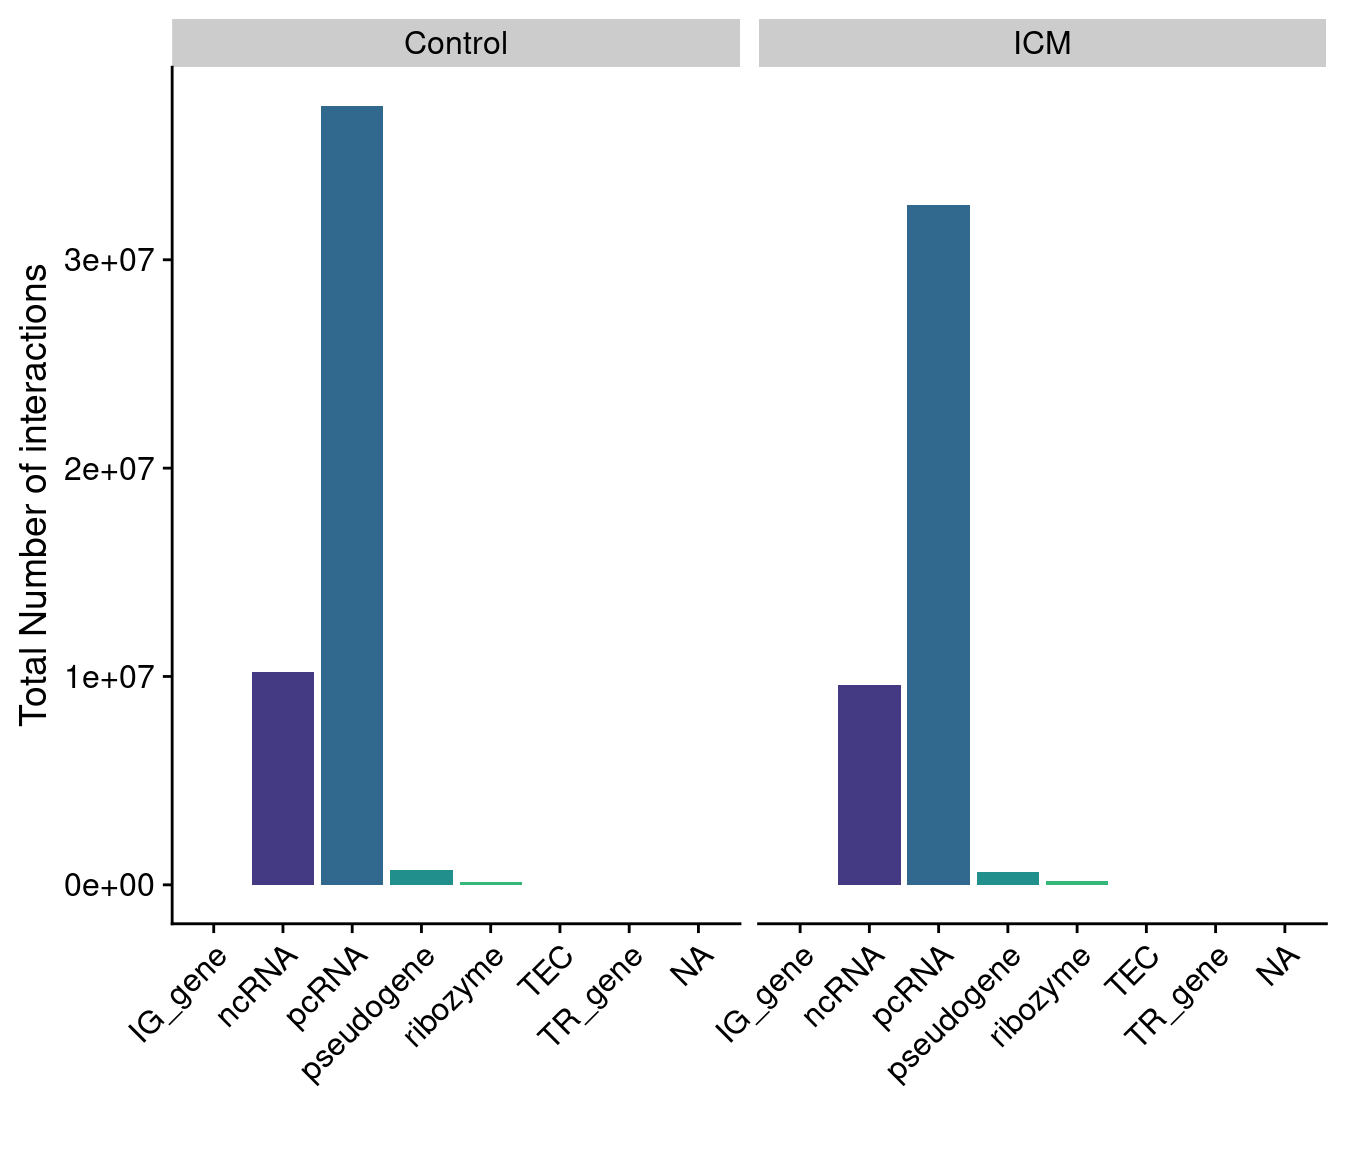 Control
ICM
Total Number of interactions
3e+07
2e+07
1e+07
0e+00
IG_gene
ncRNA
pcRNA
pseudogene
ribozyme
TEC
TR_gene
NA
IG_gene
ncRNA
pcRNA
pseudogene
ribozyme
TEC
TR_gene
NA